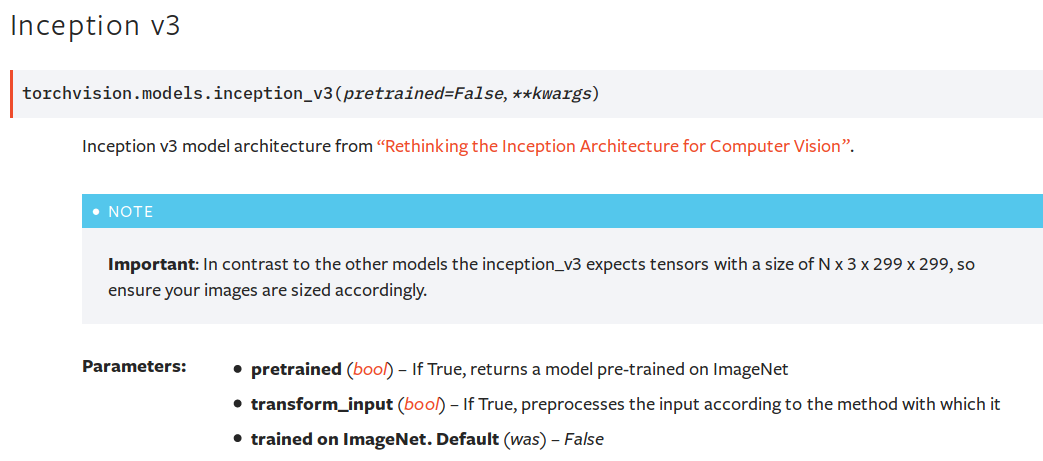 Inception v3
torchvision.models.inception_v3(pretrained=False, **kwargs)
Inception v3 model architecture from “Rethinking the Inception Architecture for Computer Vision”.
• NOTE
Important: In contrast to the other models the inception_v3 expects tensors with a size of N x 3 x 299 x 299, so
ensure your images are sized accordingly.
Parameters:
• pretrained (bool) – If True, returns a model pre-trained on ImageNet
• transform_input (bool) – If True, preprocesses the input according to the method with which it
• trained on ImageNet. Default (was) – False